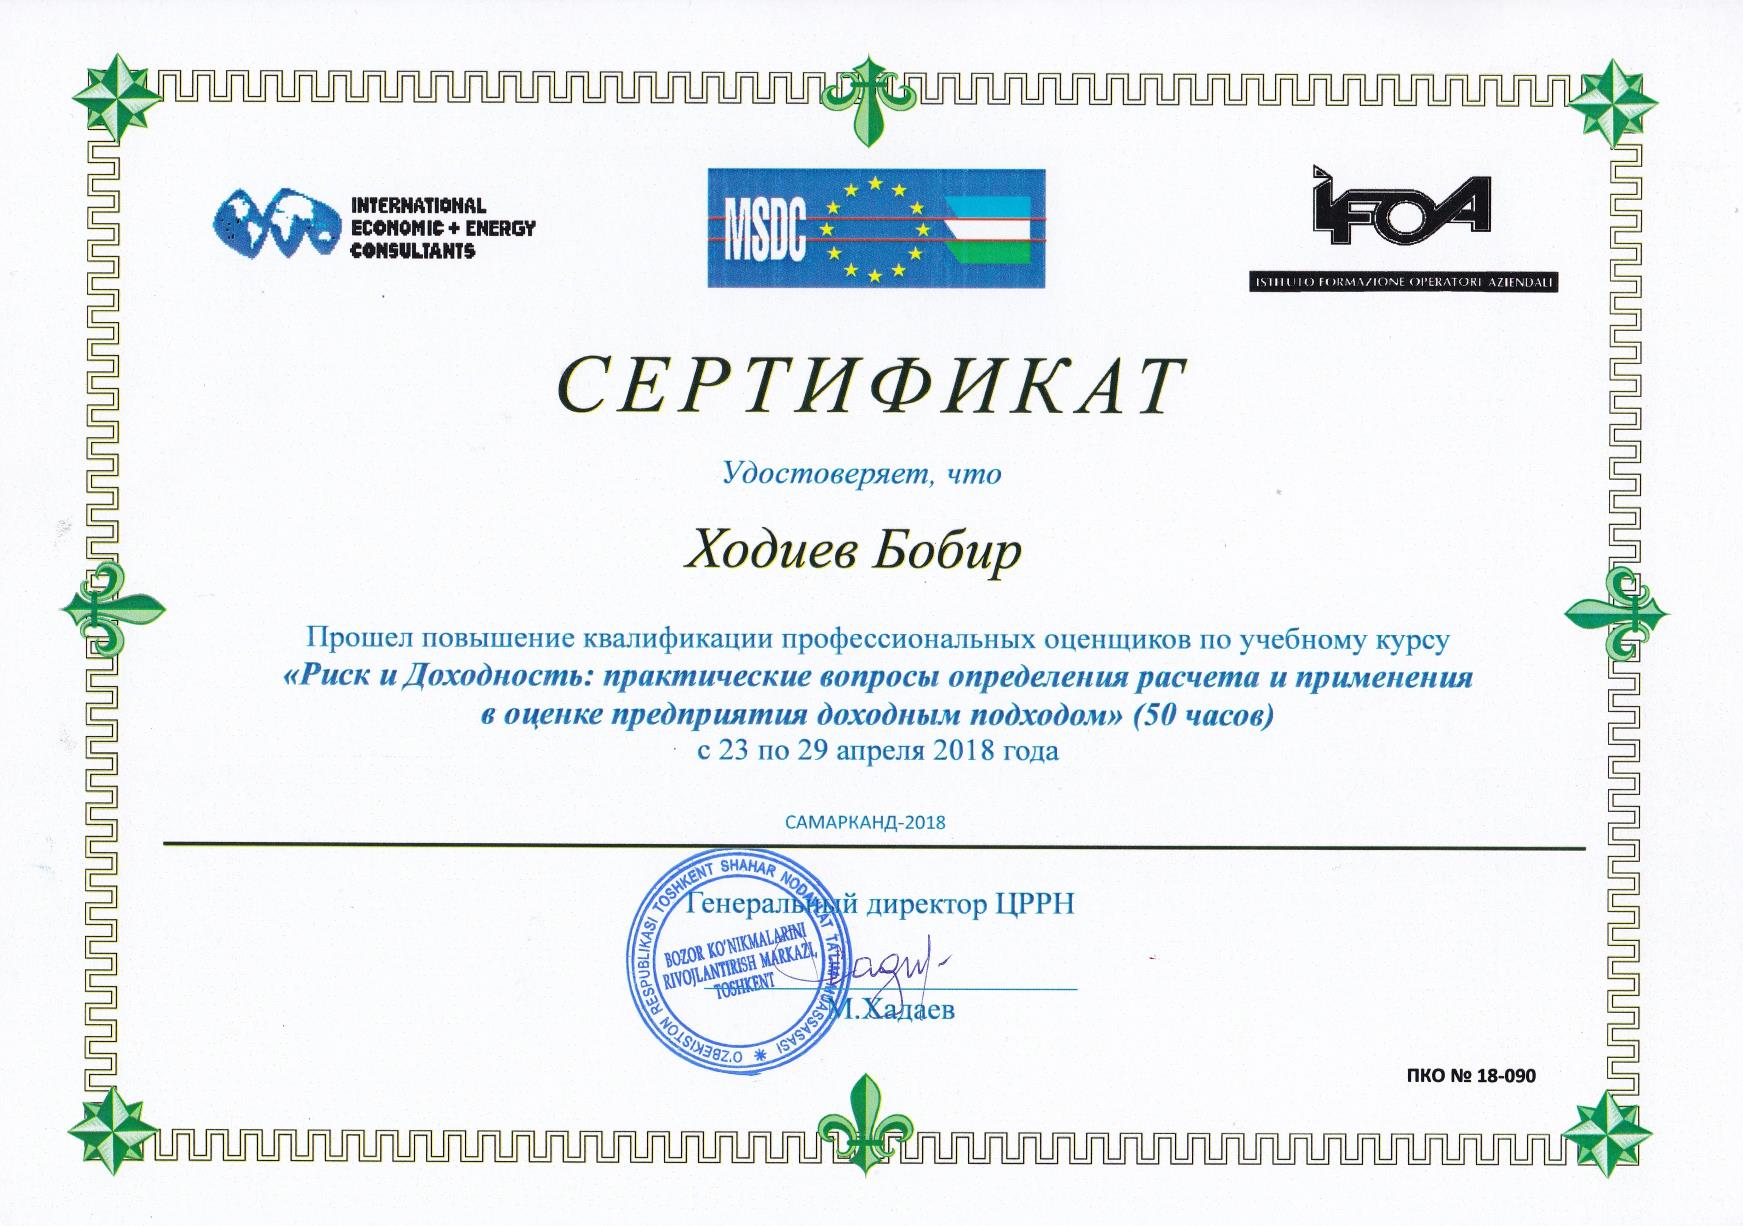 INTERNATIONAL
ECONOMIC + ENERGY
CONSULTANTS
MSDC
IFOA
ISTITUTO FORMAZIONE OPERATORI AZIENDALI
СЕРТИФИКАТ
Удостоверяет, что
Ходиев Бобир
Прошел повышение квалификации профессиональных оценщиков по учебному курсу
«Риск и Доходность: практические вопросы определения расчета и применения
в оценке предприятия доходным подходом» (50 часов)
с 23 по 29 апреля 2018 года
САМАРКАНД-2018
Генеральный директор ЦРРН
O'ZBEKISTON RESPUBLIKASI TOSHKENT SHAHAR NODAVLAT TA'LIM MUASSASASI
BOZOR KO'NIKMALARINI
RIVOJLANTIRISH MARKAZI,
TOSHKENT
М.Хадаев
ПКО № 18-090